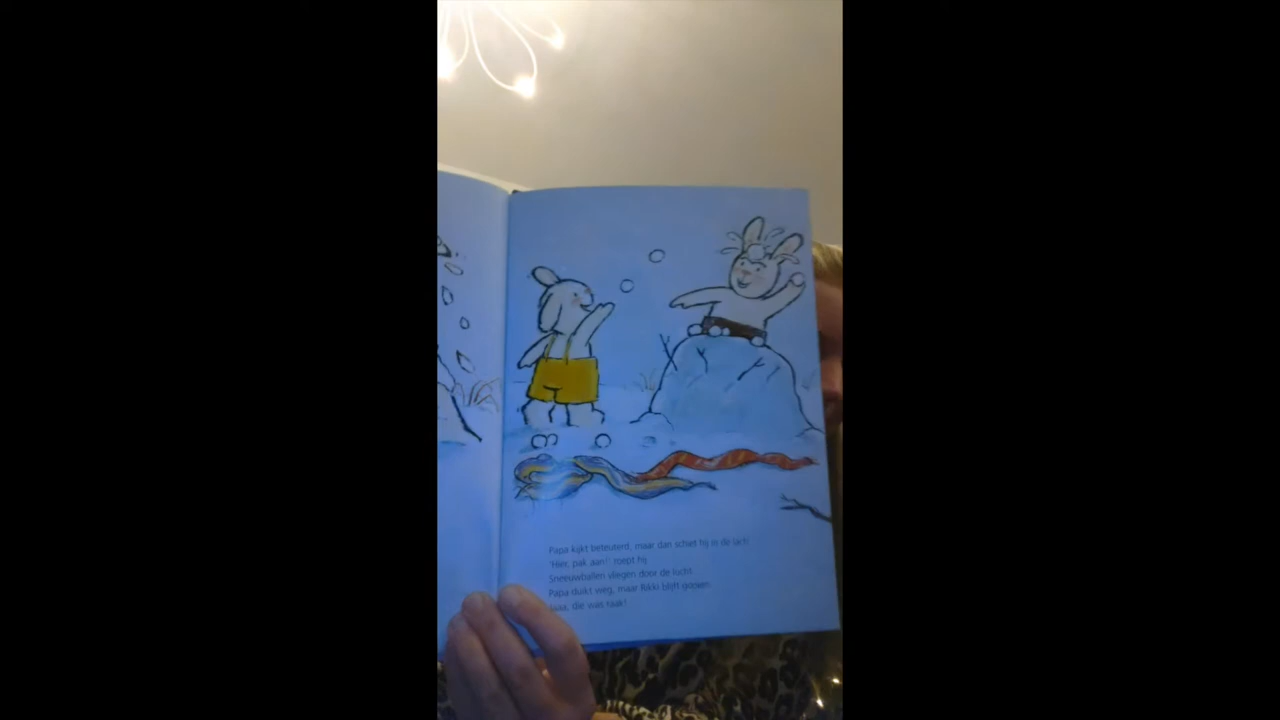 Papa kijkt beteuterd, maar dan schiet hij in de lach.
'Hier, pak aan!' roept hij.
Sneeuwballen vliegen door de lucht.
Papa duikt weg, maar Rikki blijft gooien.
Jaaa, die was raak!